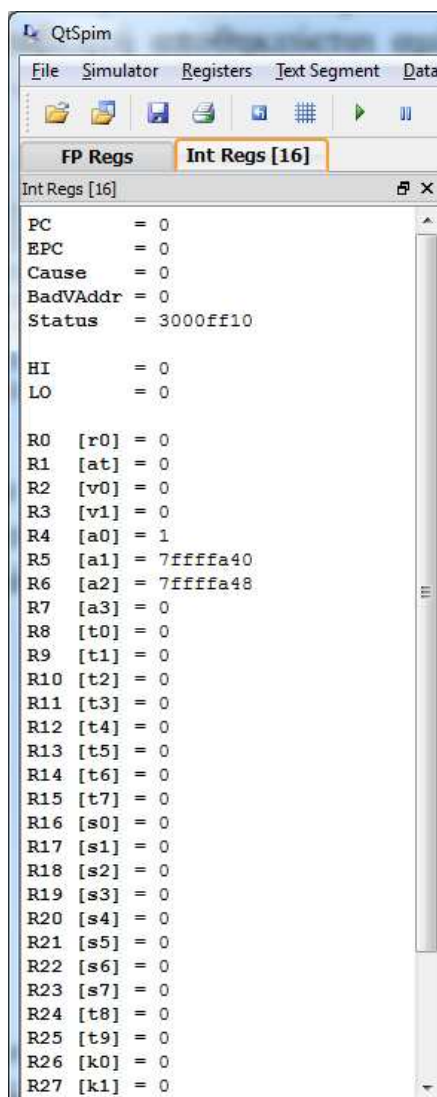 QtSpim
File Simulator Registers Text Segment Data
FP Regs Int Regs [16]
Int Regs [16]
PC = 0
EPC = 0
Cause = 0
BadVAddr = 0
Status = 3000ff10
HI = 0
LO = 0
R0 [r0] = 0
R1 [at] = 0
R2 [v0] = 0
R3 [v1] = 0
R4 [a0] = 1
R5 [a1] = 7ffffa40
R6 [a2] = 7ffffa48
R7 [a3] = 0
R8 [t0] = 0
R9 [t1] = 0
R10 [t2] = 0
R11 [t3] = 0
R12 [t4] = 0
R13 [t5] = 0
R14 [t6] = 0
R15 [t7] = 0
R16 [s0] = 0
R17 [s1] = 0
R18 [s2] = 0
R19 [s3] = 0
R20 [s4] = 0
R21 [s5] = 0
R22 [s6] = 0
R23 [s7] = 0
R24 [t8] = 0
R25 [t9] = 0
R26 [k0] = 0
R27 [k1] = 0